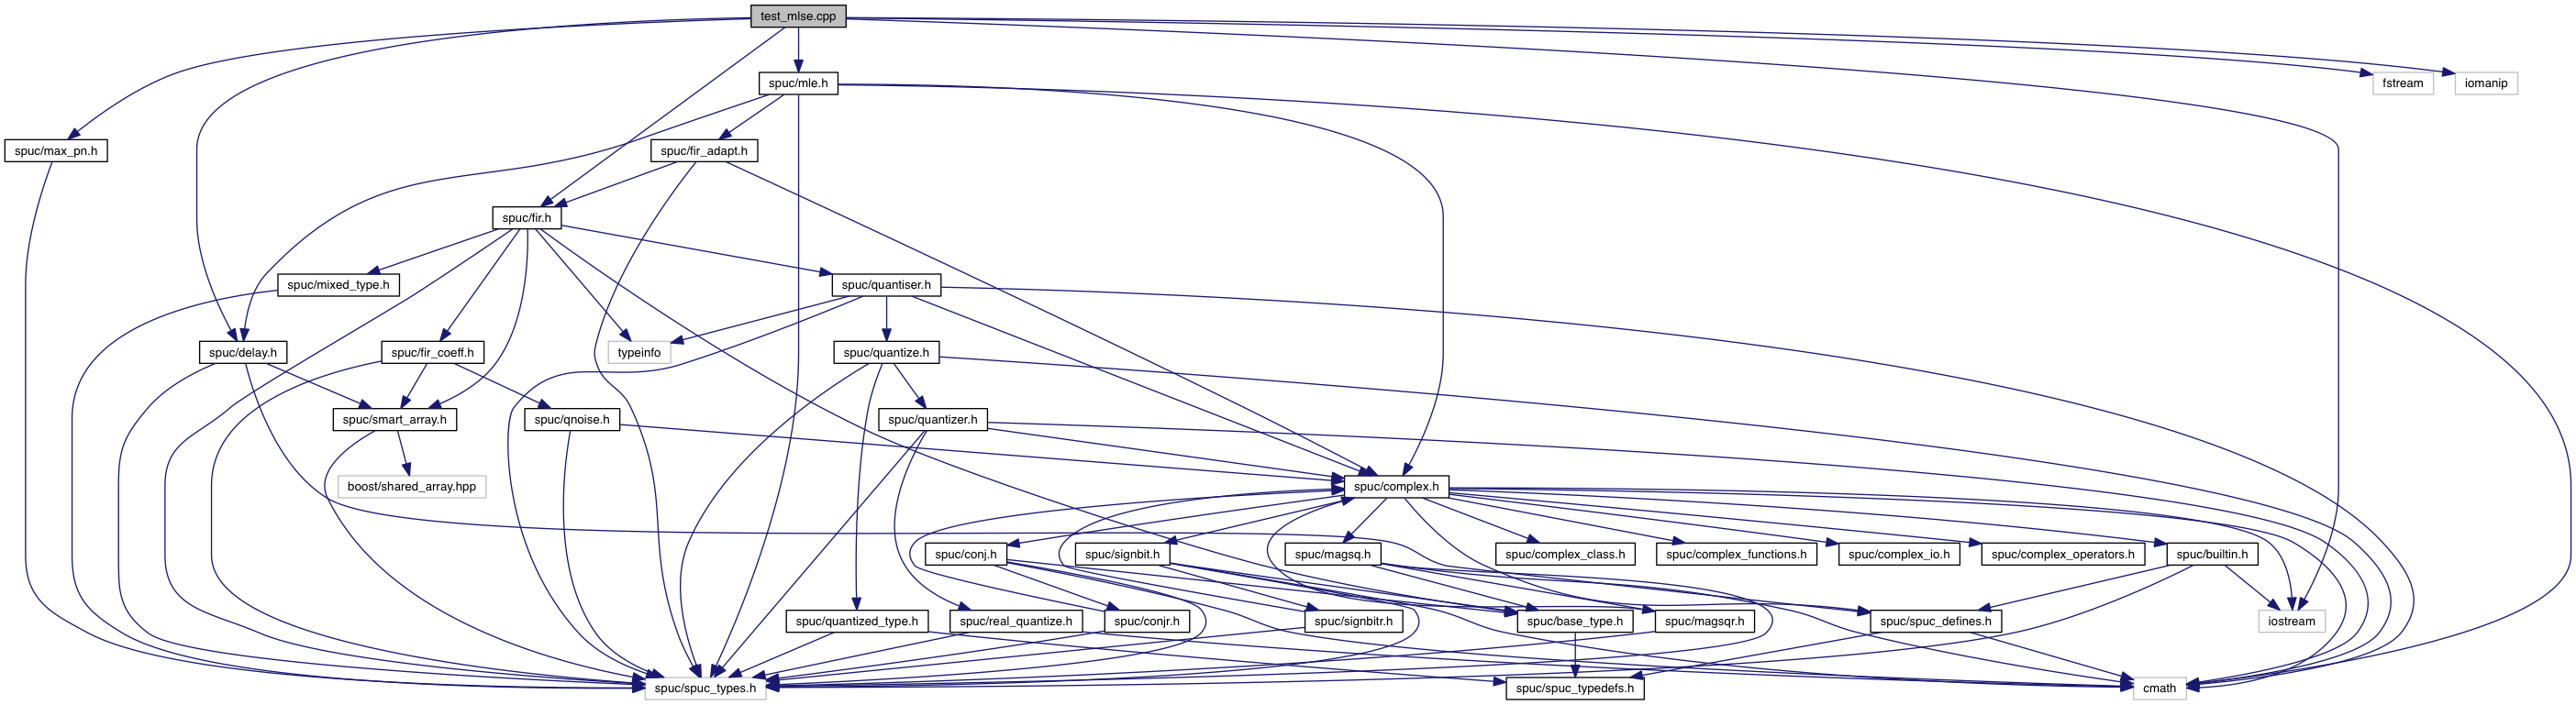 test_mlse.cpp
spuc/mle.h
fstream
iomanip
spuc/max_pn.h
spuc/fir_adapt.h
spuc/fir.h
spuc/mixed_type.h
spuc/quantiser.h
spuc/delay.h
spuc/fir_coeff.h
typeinfo
spuc/quantize.h
spuc/smart_array.h
spuc/qnoise.h
spuc/quantizer.h
boost/shared_array.hpp
spuc/complex.h
spuc/conj.h
spuc/signbit.h
spuc/magsq.h
spuc/complex_class.h
spuc/complex_functions.h
spuc/complex_io.h
spuc/complex_operators.h
spuc/builtin.h
spuc/quantized_type.h
spuc/real_quantize.h
spuc/conjr.h
spuc/signbitr.h
spuc/base_type.h
spuc/magsqr.h
spuc/spuc_defines.h
iostream
spuc/spuc_types.h
spuc/spuc_typedefs.h
cmath